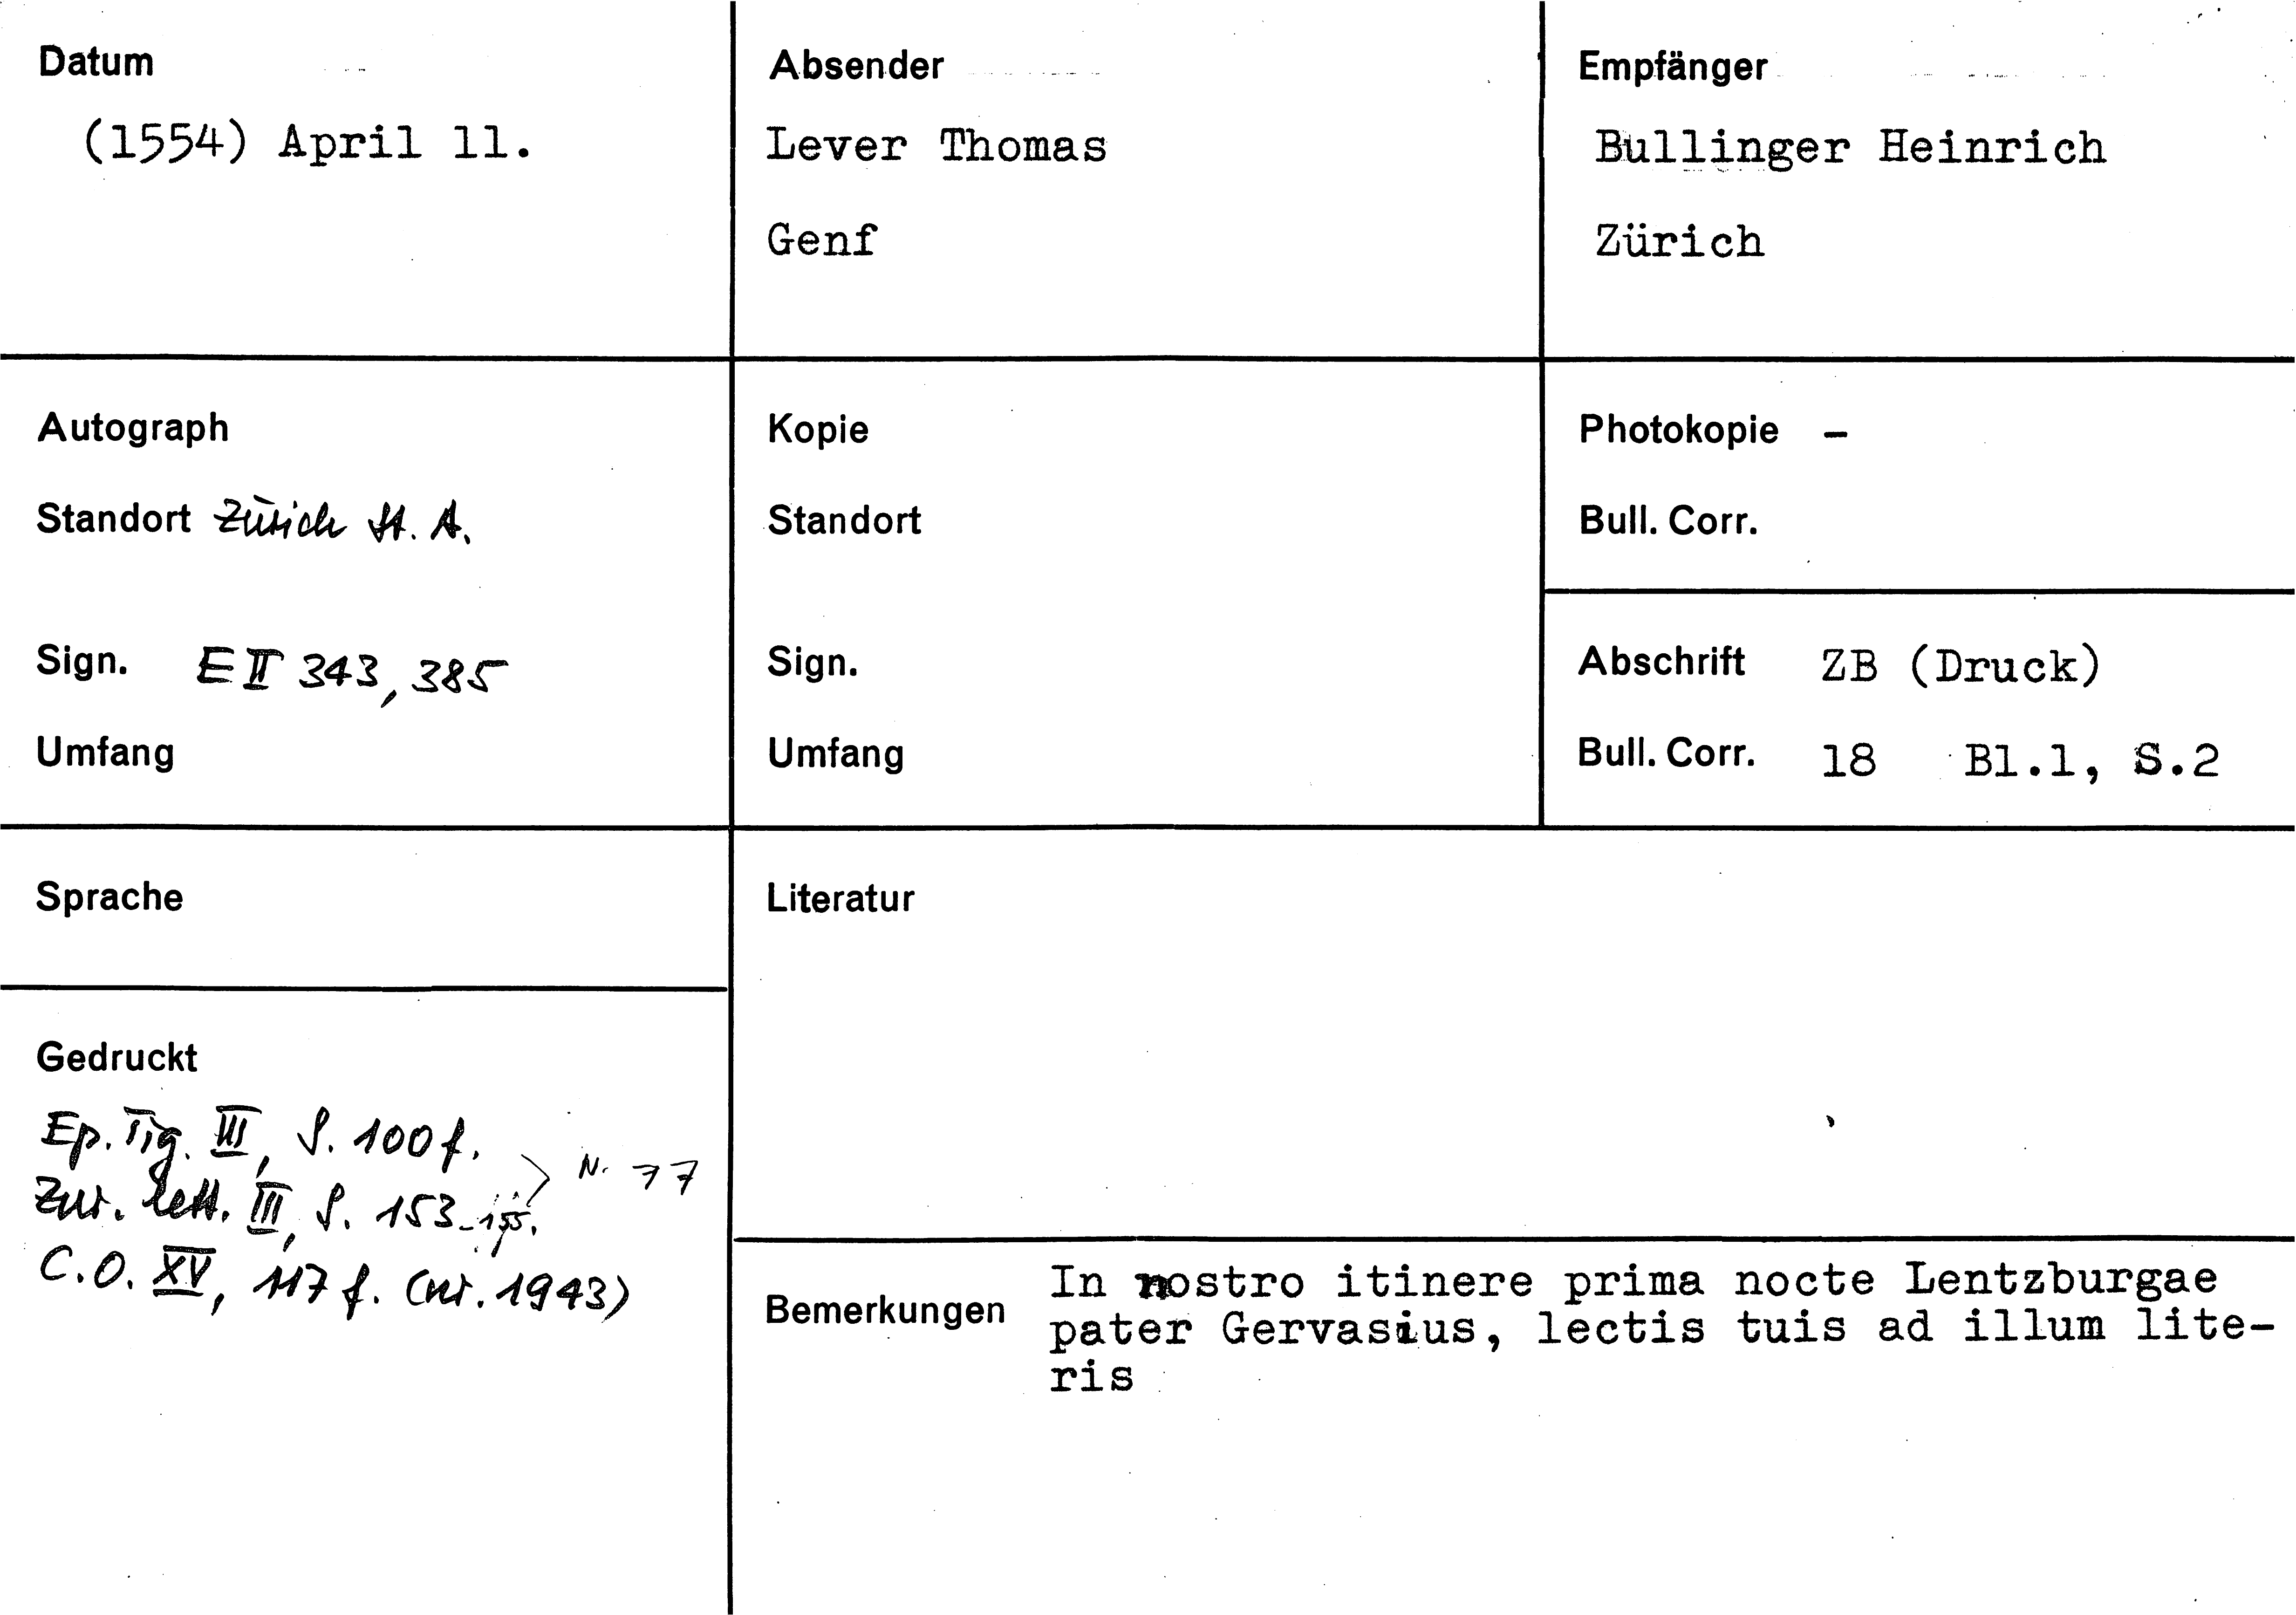 Datum
(1554) April 11.
Absender
Lever Thomas
Genf
Empfänger
Bullinger Heinrich
Zürich
Autograph
Standort Zürich St. A.
Sign. E II 343, 385
Umfang
Kopie
Standort
Sign.
Umfang
Photokopie –
Bull. Corr.
Abschrift ZB (Druck)
Bull. Corr. 18 Bl.1, S.2
Sprache
Gedruckt
Ep. Tig. III, S. 100 f.
Zur. lett. III, S. 153-155.
Nr. 77
C.O. XV, 117 f. (nr. 1943)
Literatur
Bemerkungen
In nostro itinere prima nocte Lentzburgae
pater Gervasius, lectis tuis ad illum lite-
ris